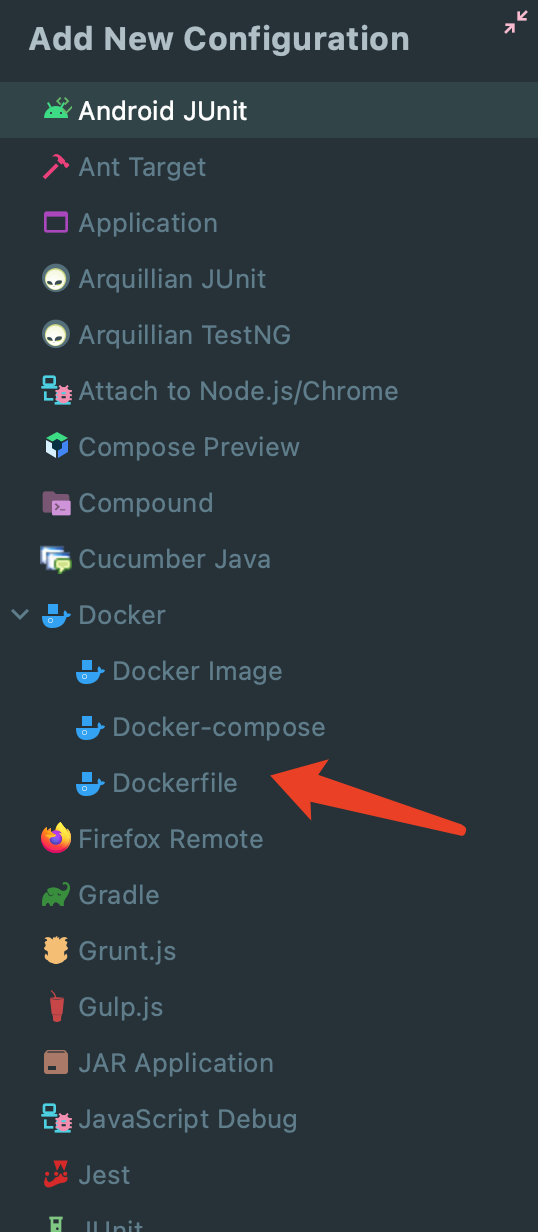 Add New Configuration
Android JUnit
Ant Target
Application
Arquillian JUnit
Arquillian TestNG
Attach to Node.js/Chrome
Compose Preview
Compound
Cucumber Java
Docker
Docker Image
Docker-compose
Dockerfile
Firefox Remote
Gradle
Grunt.js
Gulp.js
JAR Application
JavaScript Debug
Jest
JUnit